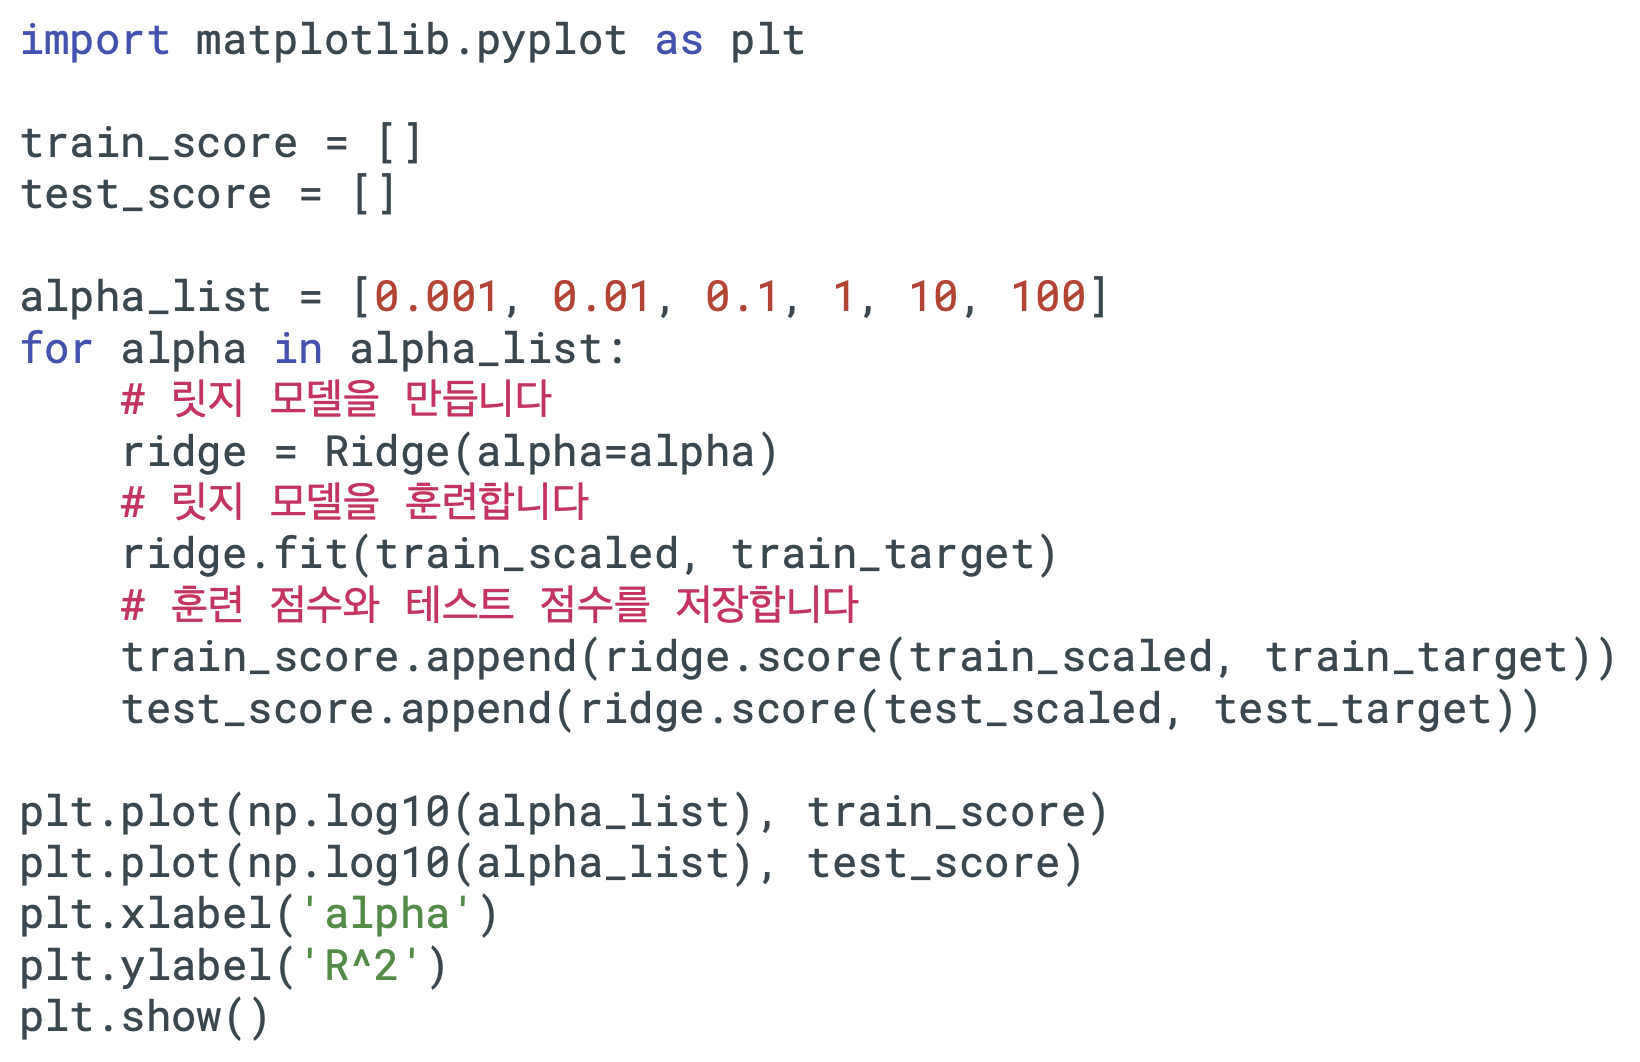 import matplotlib.pyplot as plt

train_score = []
test_score = []

alpha_list = [0.001, 0.01, 0.1, 1, 10, 100]
for alpha in alpha_list:
    # 릿지 모델을 만듭니다
    ridge = Ridge(alpha=alpha)
    # 릿지 모델을 훈련합니다
    ridge.fit(train_scaled, train_target)
    # 훈련 점수와 테스트 점수를 저장합니다
    train_score.append(ridge.score(train_scaled, train_target))
    test_score.append(ridge.score(test_scaled, test_target))

plt.plot(np.log10(alpha_list), train_score)
plt.plot(np.log10(alpha_list), test_score)
plt.xlabel('alpha')
plt.ylabel('R^2')
plt.show()